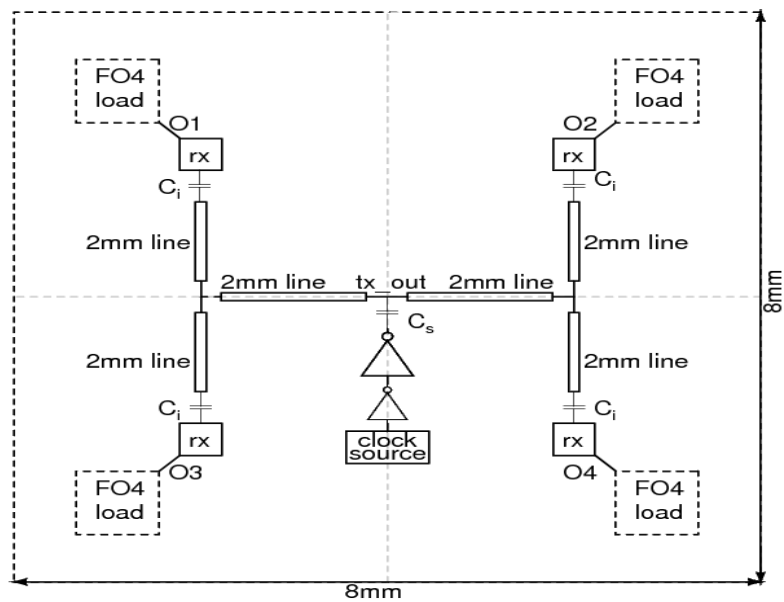 FO4
load
FO4
load
O1
O2
rx
rx
Ci
Ci
2mm line
2mm line
2mm line
tx out
2mm line
Cs
8mm
2mm line
2mm line
Ci
Ci
rx
clock
source
rx
O3
O4
FO4
load
FO4
load
8mm